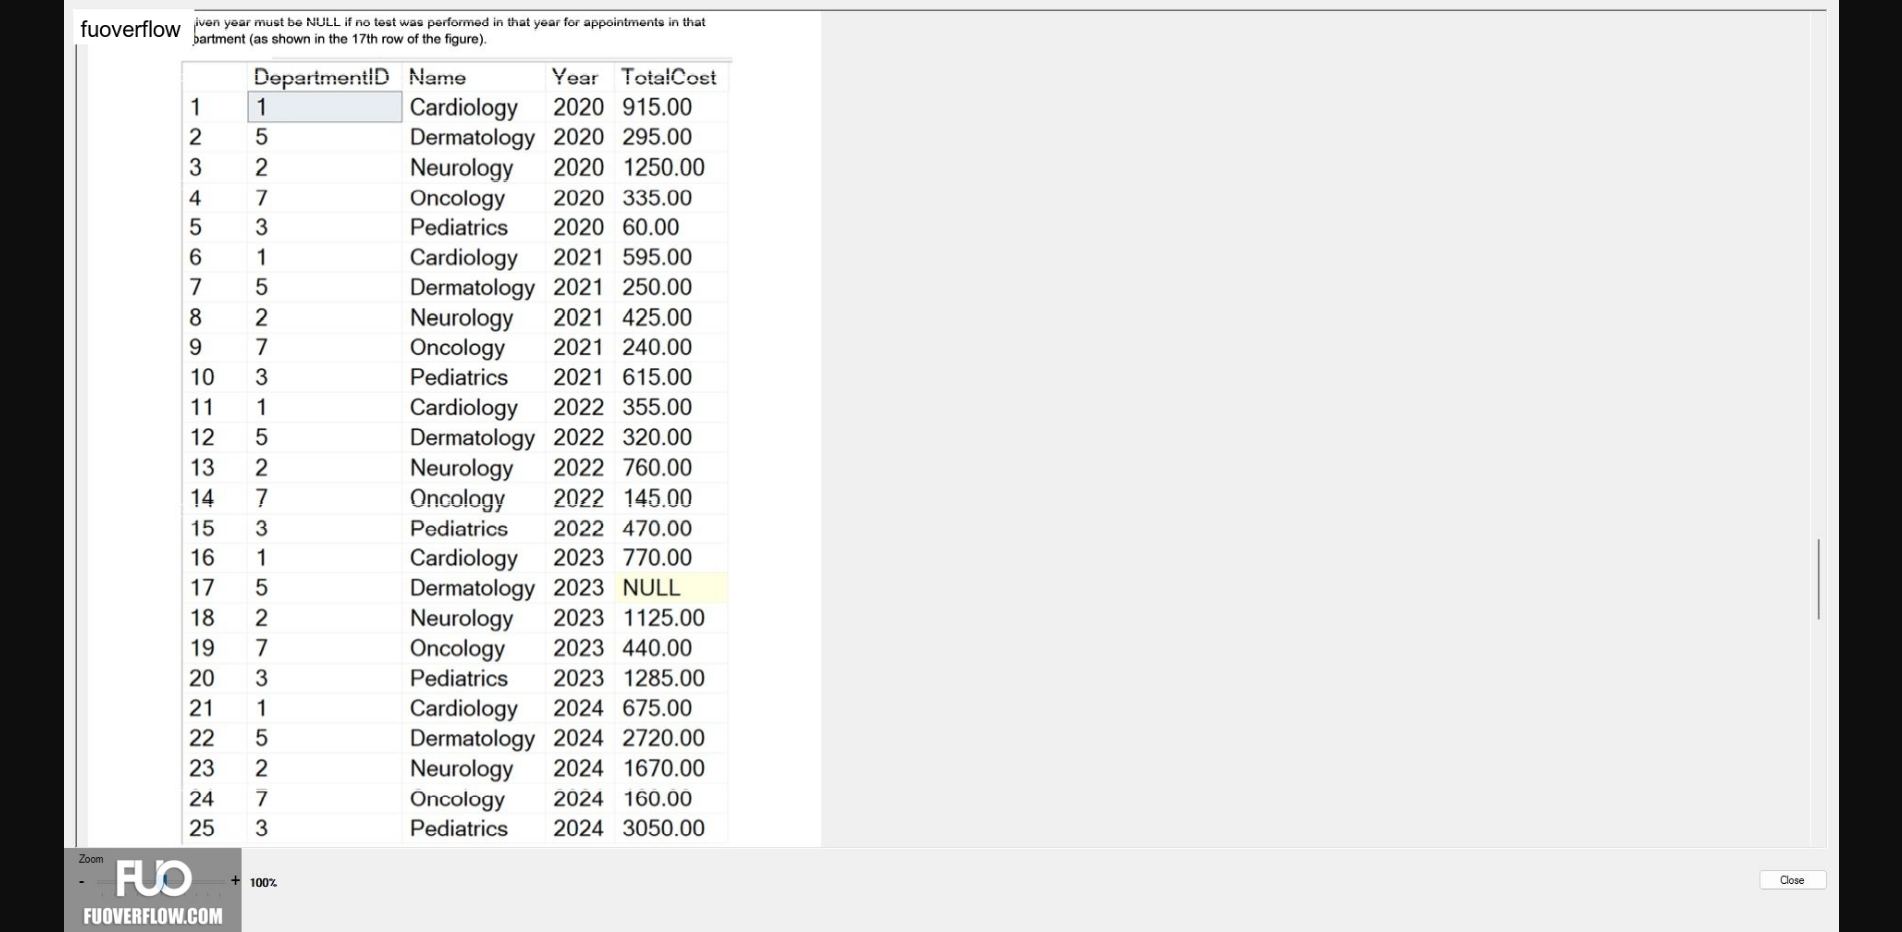 fuoverflow
iven year must be NULL if no test was performed in that year for appointments in that
partment (as shown in the 17th row of the figure).
DepartmentID Name Year TotalCost
1 1 Cardiology 2020 915.00
2 5 Dermatology 2020 295.00
3 2 Neurology 2020 1250.00
4 7 Oncology 2020 335.00
5 3 Pediatrics 2020 60.00
6 1 Cardiology 2021 595.00
7 5 Dermatology 2021 250.00
8 2 Neurology 2021 425.00
9 7 Oncology 2021 240.00
10 3 Pediatrics 2021 615.00
11 1 Cardiology 2022 355.00
12 5 Dermatology 2022 320.00
13 2 Neurology 2022 760.00
14 7 Oncology 2022 145.00
15 3 Pediatrics 2022 470.00
16 1 Cardiology 2023 770.00
17 5 Dermatology 2023 NULL
18 2 Neurology 2023 1125.00
19 7 Oncology 2023 440.00
20 3 Pediatrics 2023 1285.00
21 1 Cardiology 2024 675.00
22 5 Dermatology 2024 2720.00
23 2 Neurology 2024 1670.00
24 7 Oncology 2024 160.00
25 3 Pediatrics 2024 3050.00
Zoom
- + 100%
FUO
FUOVERFLOW.COM
Close